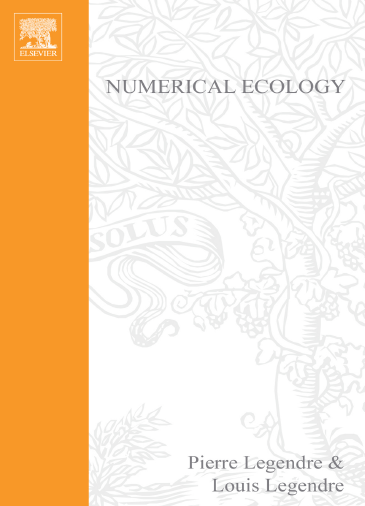 ELSEVIER
NUMERICAL ECOLOGY
SOLUS
Pierre Legendre &
Louis Legendre